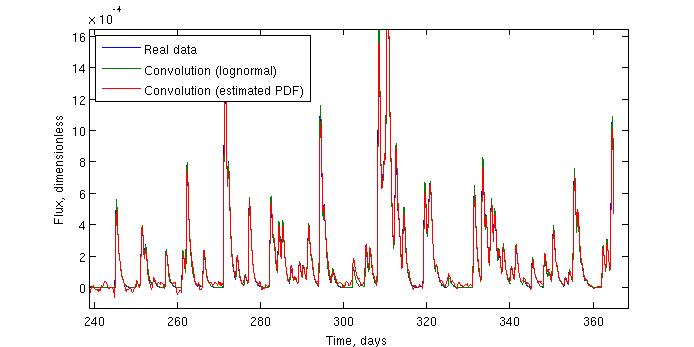 × 10⁻⁴
16
14
12
10
8
6
4
2
0
Flux, dimensionless
Real data
Convolution (lognormal)
Convolution (estimated PDF)
240 260 280 300 320 340 360
Time, days